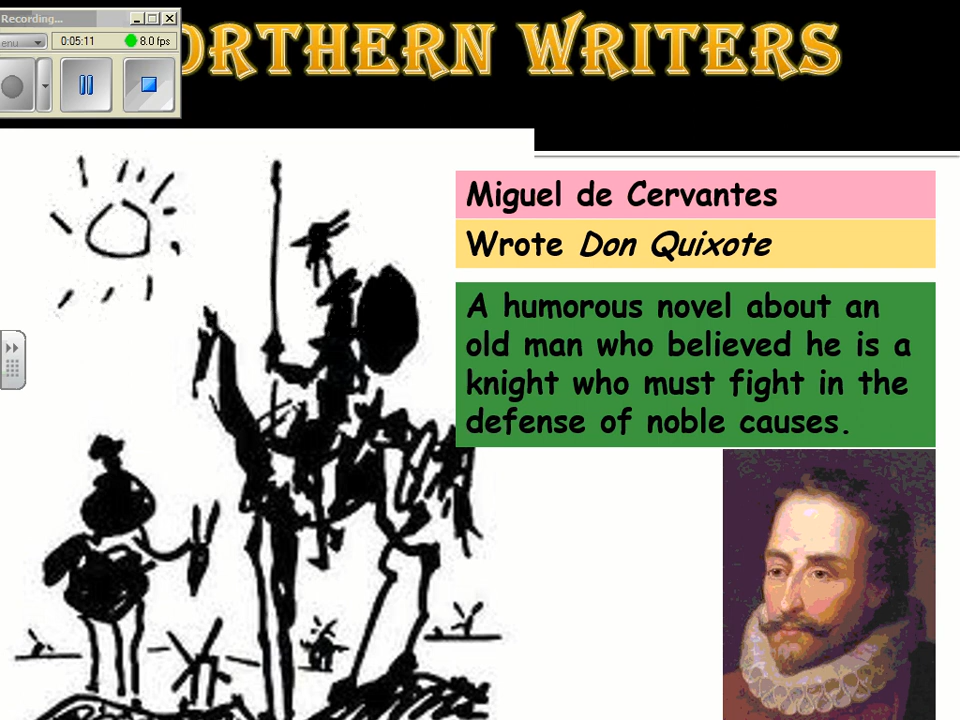 Recording...
enu
0:05:11
8.0 fps
ORTHERN WRITERS
Miguel de Cervantes
Wrote Don Quixote
A humorous novel about an
old man who believed he is a
knight who must fight in the
defense of noble causes.